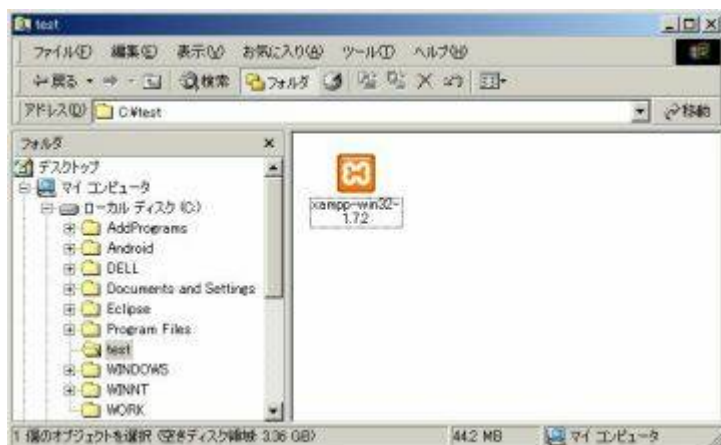 test
ファイル(F) 編集(E) 表示(V) お気に入り(A) ツール(T) ヘルプ(H)
戻る 検索 フォルダ
アドレス(D) C:¥test 移動
フォルダ
デスクトップ
マイ コンピュータ
ローカル ディスク (C:)
AddPrograms
Android
DELL
Documents and Settings
Eclipse
Program Files
test
WINDOWS
WINNT
WORK
xampp-win32-
1.7.2
1 個のオブジェクトを選択 (空きディスク領域: 3.36 GB) 44.2 MB マイ コンピュータ